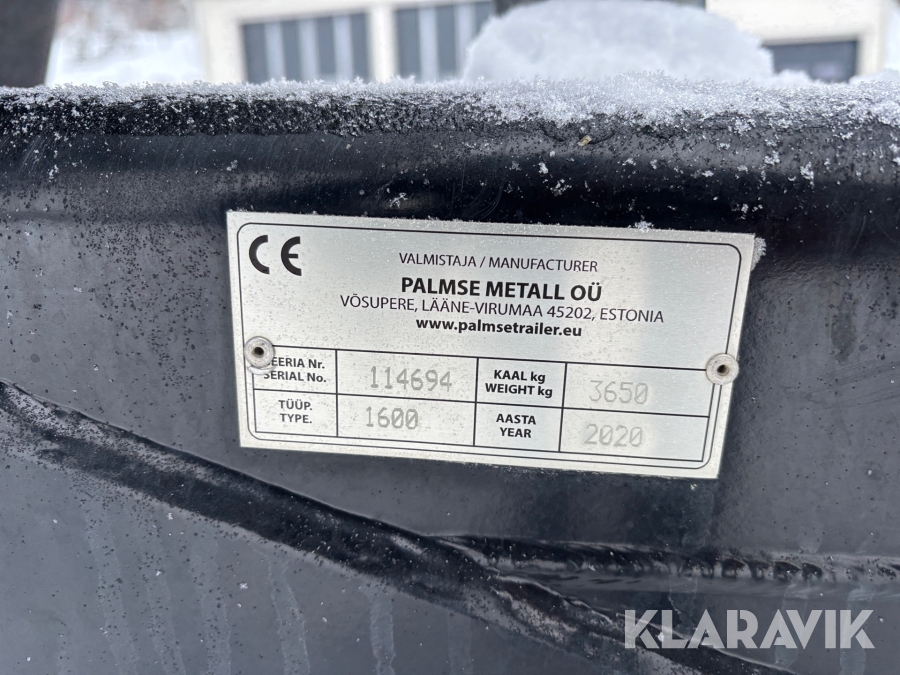 CE
VALMISTAJA / MANUFACTURER
PALMSE METALL OÜ
VÕSUPERE, LÄÄNE-VIRUMAA 45202, ESTONIA
www.palmsetrailer.eu
EERIA Nr.
SERIAL No.
114694
KAAL kg
WEIGHT kg
3650
TÜÜP.
TYPE.
1600
AASTA
YEAR
2020
KLARAVIK